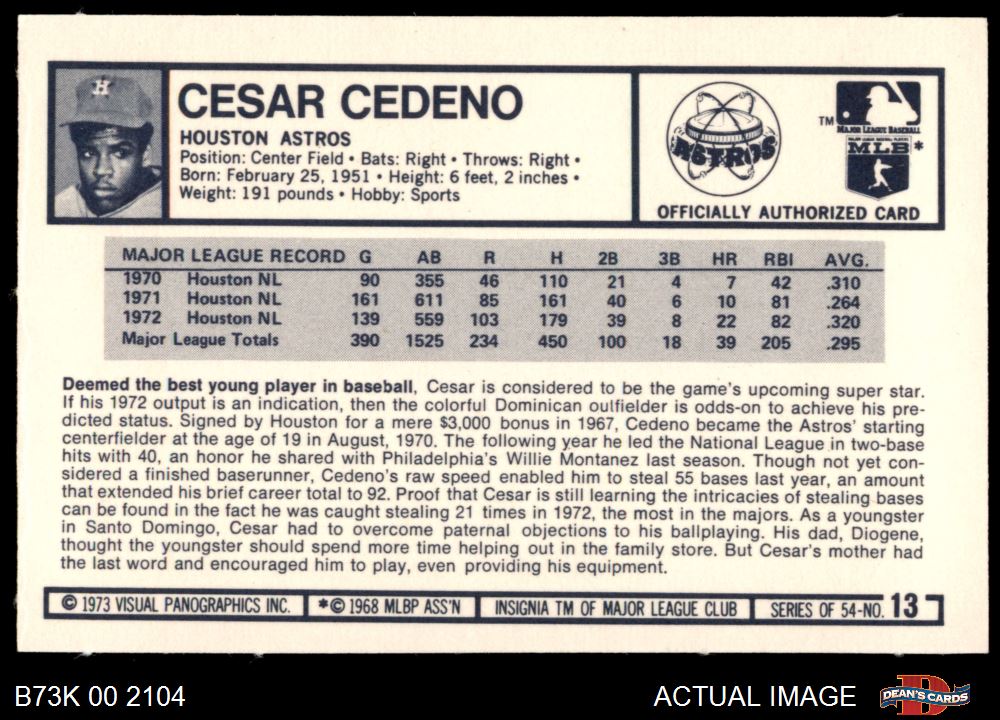 H
CESAR CEDENO
HOUSTON ASTROS
Position: Center Field • Bats: Right • Throws: Right •
Born: February 25, 1951 • Height: 6 feet, 2 inches •
Weight: 191 pounds • Hobby: Sports
ASTROS
TM
MAJOR LEAGUE BASEBALL
MAJOR LEAGUE BASEBALL PLAYERS
MLB*
OFFICIALLY AUTHORIZED CARD
MAJOR LEAGUE RECORD G AB R H 2B 3B HR RBI AVG.
1970 Houston NL 90 355 46 110 21 4 7 42 .310
1971 Houston NL 161 611 85 161 40 6 10 81 .264
1972 Houston NL 139 559 103 179 39 8 22 82 .320
Major League Totals 390 1525 234 450 100 18 39 205 .295
Deemed the best young player in baseball, Cesar is considered to be the game's upcoming super star.
If his 1972 output is an indication, then the colorful Dominican outfielder is odds-on to achieve his pre-
dicted status. Signed by Houston for a mere $3,000 bonus in 1967, Cedeno became the Astros' starting
centerfielder at the age of 19 in August, 1970. The following year he led the National League in two-base
hits with 40, an honor he shared with Philadelphia's Willie Montanez last season. Though not yet con-
sidered a finished baserunner, Cedeno's raw speed enabled him to steal 55 bases last year, an amount
that extended his brief career total to 92. Proof that Cesar is still learning the intricacies of stealing bases
can be found in the fact he was caught stealing 21 times in 1972, the most in the majors. As a youngster
in Santo Domingo, Cesar had to overcome paternal objections to his ballplaying. His dad, Diogene,
thought the youngster should spend more time helping out in the family store. But Cesar's mother had
the last word and encouraged him to play, even providing his equipment.
© 1973 VISUAL PANOGRAPHICS INC. *© 1968 MLBP ASS'N INSIGNIA TM OF MAJOR LEAGUE CLUB SERIES OF 54-NO. 13
B73K 00 2104
ACTUAL IMAGE
D
DEAN'S CARDS